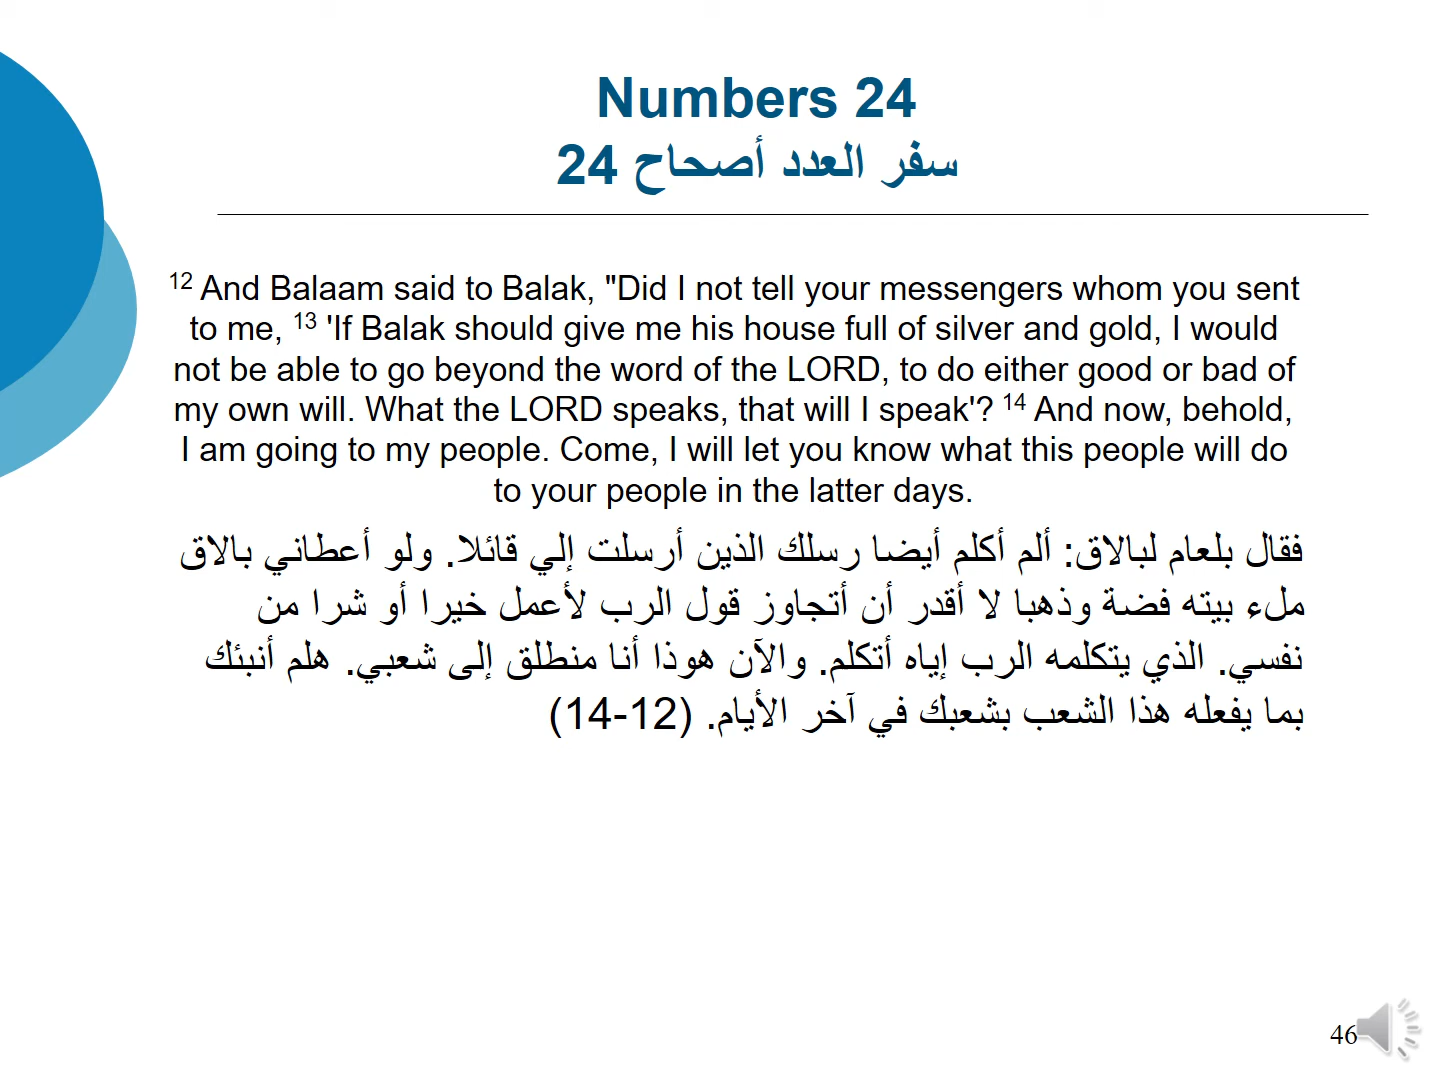 Numbers 24
سفر العدد أصحاح 24
12 And Balaam said to Balak, "Did I not tell your messengers whom you sent
to me, 13 'If Balak should give me his house full of silver and gold, I would
not be able to go beyond the word of the LORD, to do either good or bad of
my own will. What the LORD speaks, that will I speak'? 14 And now, behold,
I am going to my people. Come, I will let you know what this people will do
to your people in the latter days.
فقال بلعام لبالاق: ألم أكلم أيضا رسلك الذين أرسلت إلي قائلا. ولو أعطاني بالاق
ملء بيته فضة وذهبا لا أقدر أن أتجاوز قول الرب لأعمل خيرا أو شرا من
نفسي. الذي يتكلمه الرب إياه أتكلم. والآن هوذا أنا منطلق إلى شعبي. هلم أنبئك
بما يفعله هذا الشعب بشعبك في آخر الأيام. (12-14)
46